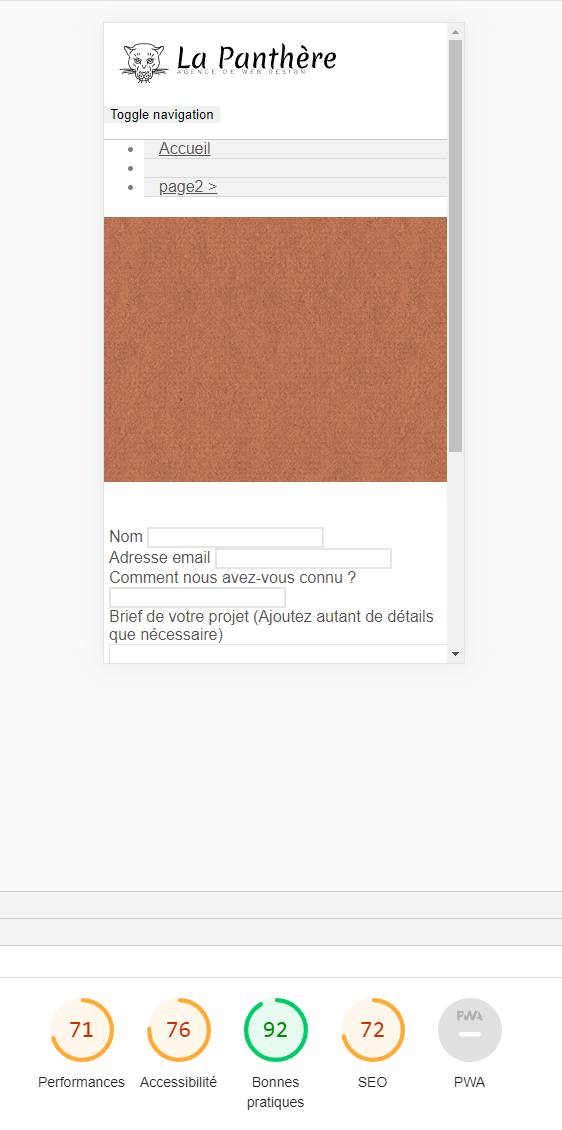 La Panthère
AGENCE DE WEB DESIGN
Toggle navigation
Accueil
page2 >
Nom
Adresse email
Comment nous avez-vous connu ?
Brief de votre projet (Ajoutez autant de détails
que nécessaire)
71
76
92
72
PWA
Performances
Accessibilité
Bonnes
pratiques
SEO
PWA